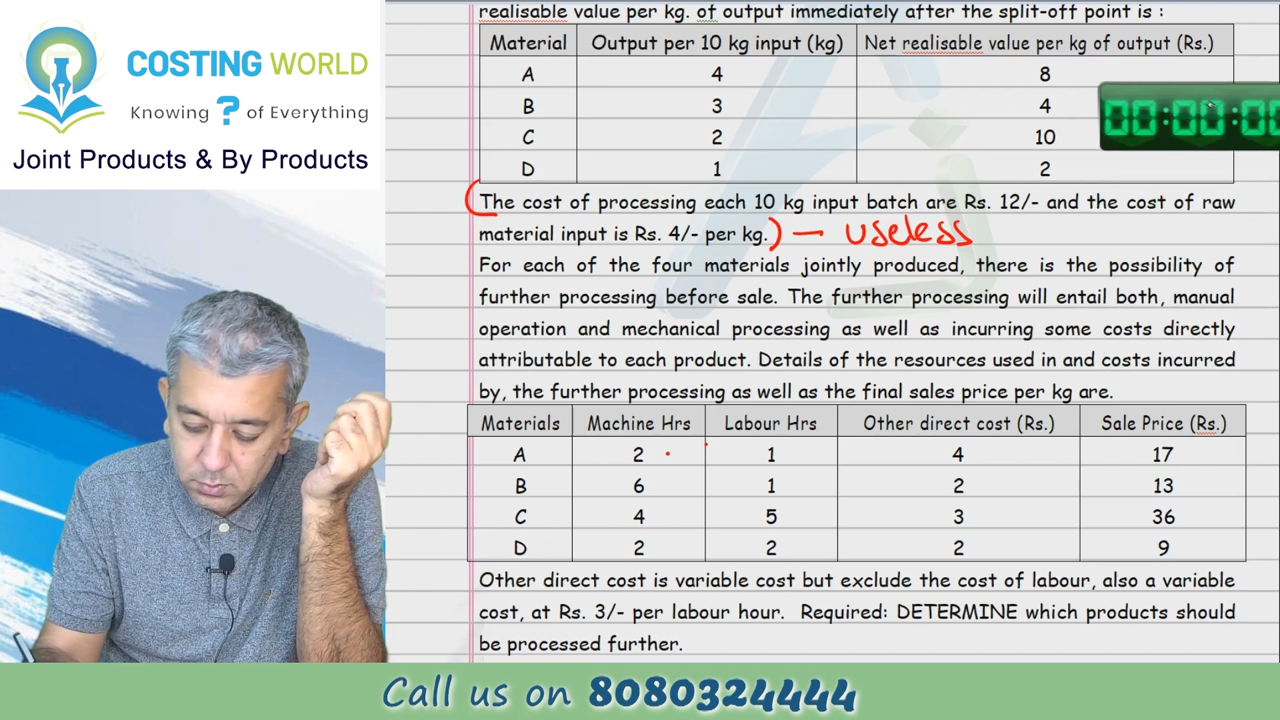 COSTING WORLD
Knowing ? of Everything
Joint Products & By Products
realisable value per kg. of output immediately after the split-off point is :
Material Output per 10 kg input (kg) Net realisable value per kg of output (Rs.)
A 4 8
B 3 4
C 2 10
D 1 2
00:00:00
The cost of processing each 10 kg input batch are Rs. 12/- and the cost of raw
material input is Rs. 4/- per kg.) — useless
For each of the four materials jointly produced, there is the possibility of
further processing before sale. The further processing will entail both, manual
operation and mechanical processing as well as incurring some costs directly
attributable to each product. Details of the resources used in and costs incurred
by, the further processing as well as the final sales price per kg are.
Materials Machine Hrs Labour Hrs Other direct cost (Rs.) Sale Price (Rs.)
A 2 1 4 17
B 6 1 2 13
C 4 5 3 36
D 2 2 2 9
Other direct cost is variable cost but exclude the cost of labour, also a variable
cost, at Rs. 3/- per labour hour. Required: DETERMINE which products should
be processed further.
Call us on 8080324444